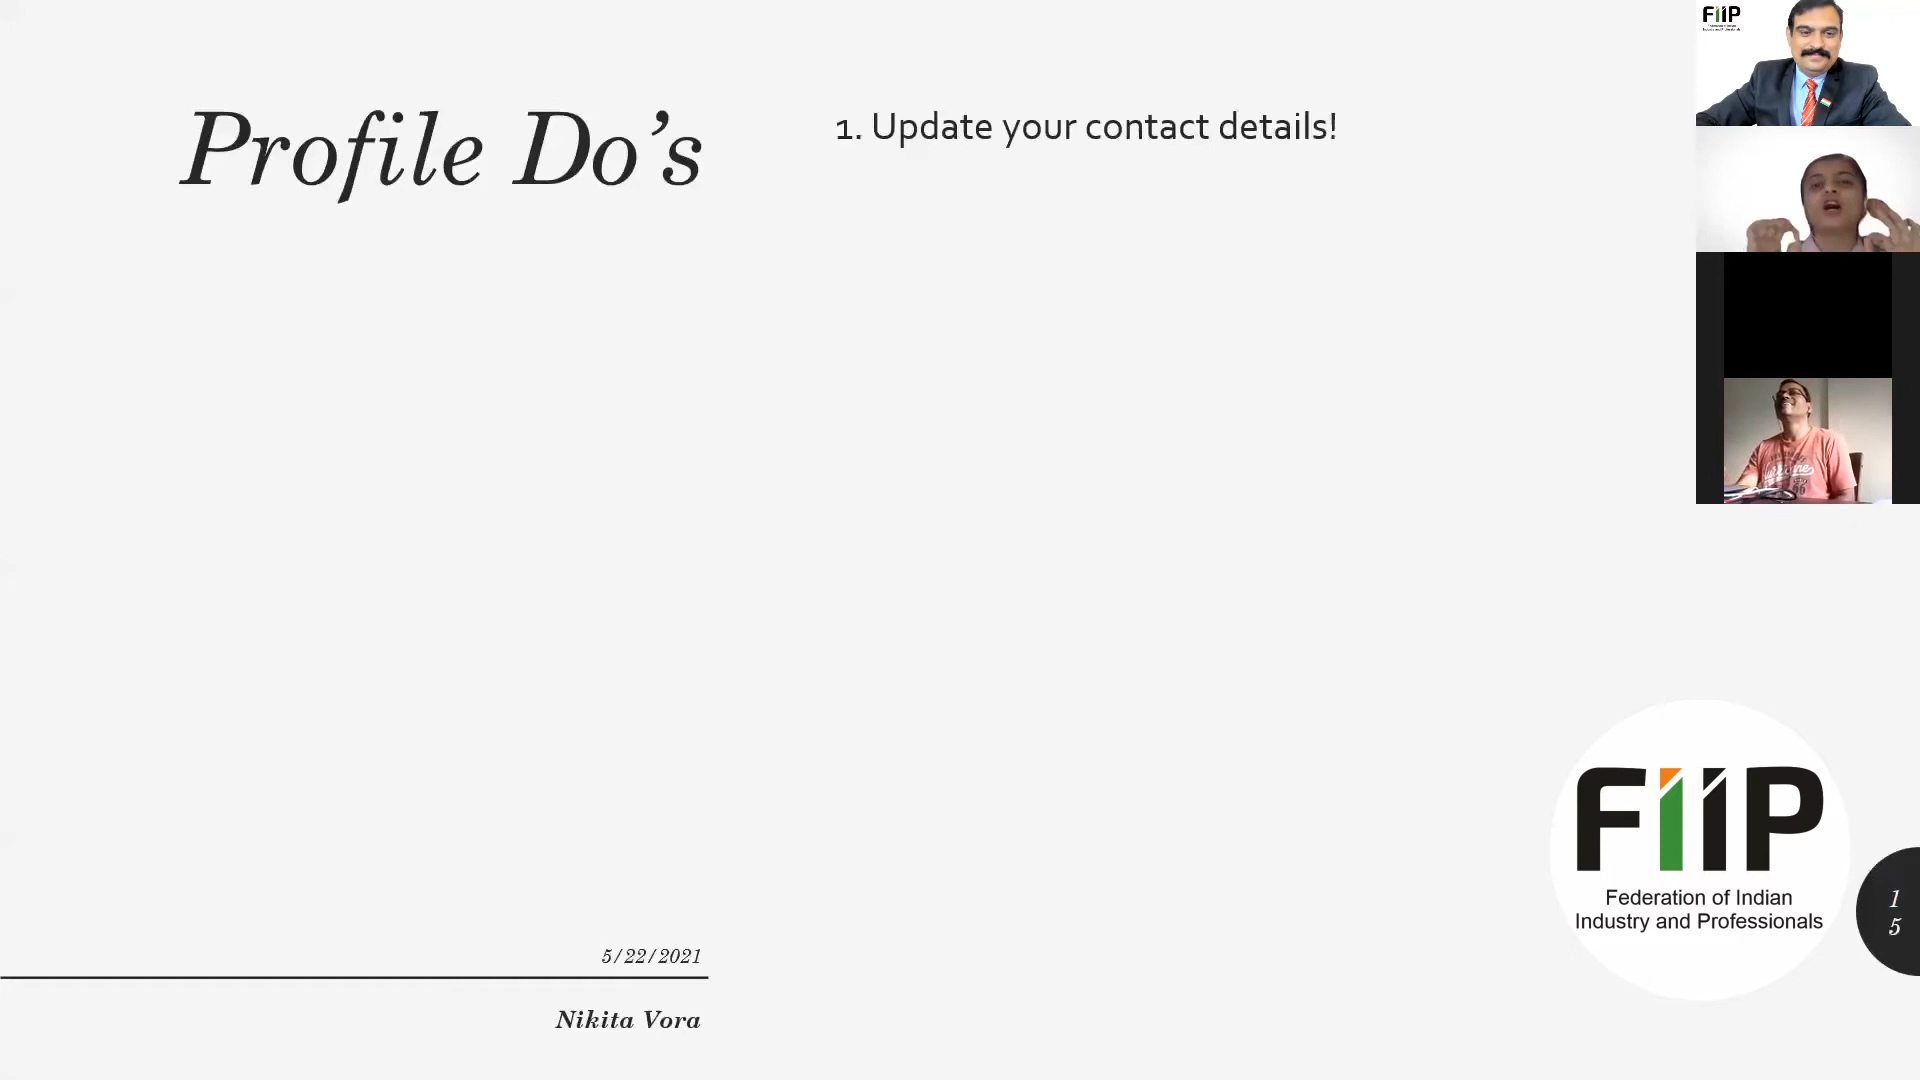 Profile Do’s
1. Update your contact details!
5/22/2021
Nikita Vora
FiiP
Federation of Indian
Industry and Professionals
1
5
FiiP